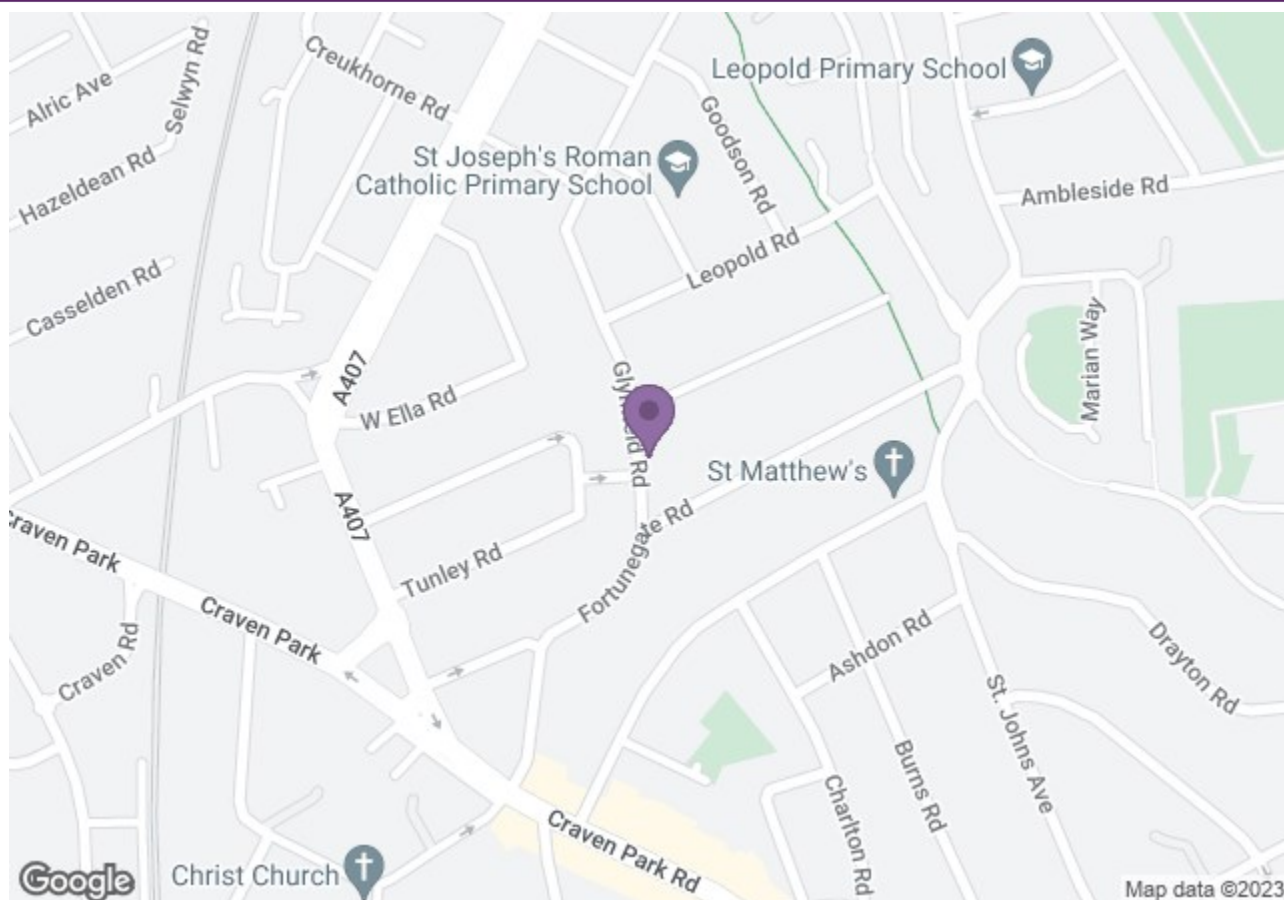 Selwyn Rd
Creukhorne Rd
Leopold Primary School
Alric Ave
Goodson Rd
Hazeldean Rd
St Joseph's Roman
Catholic Primary School
Ambleside Rd
Leopold Rd
Casselden Rd
Marian Way
A407
W Ella Rd
St Matthew's
A407
Fortunegate Rd
Craven Park
Tunley Rd
Craven Park
Ashdon Rd
Drayton Rd
Craven Rd
St. Johns Ave
Burns Rd
Charlton Rd
Craven Park Rd
Christ Church
Google
Map data ©2023